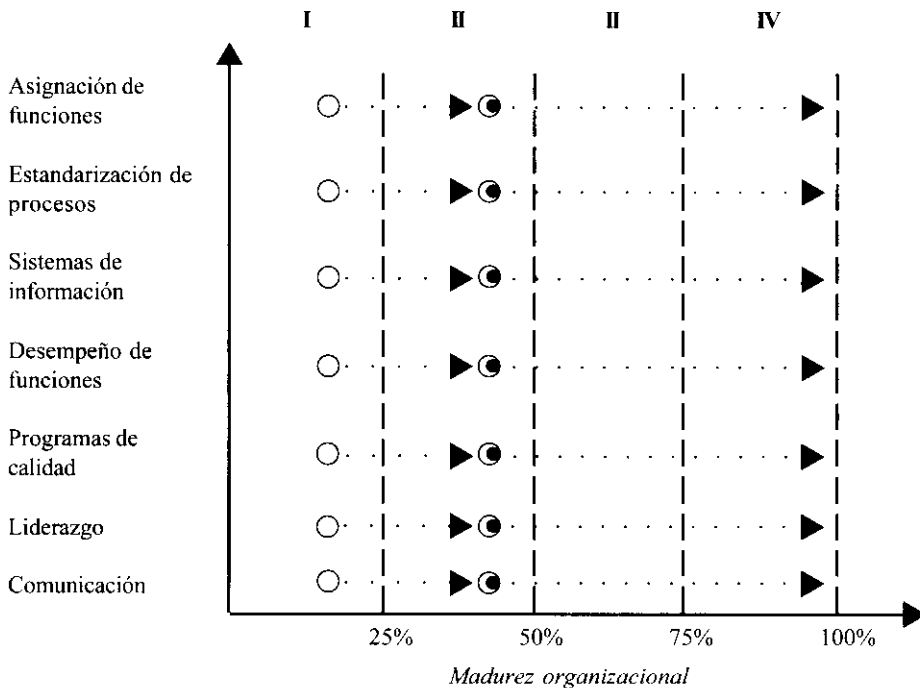 I II II IV
Asignación de
funciones
Estandarización de
procesos
Sistemas de
información
Desempeño de
funciones
Programas de
calidad
Liderazgo
Comunicación
25% 50% 75% 100%
Madurez organizacional